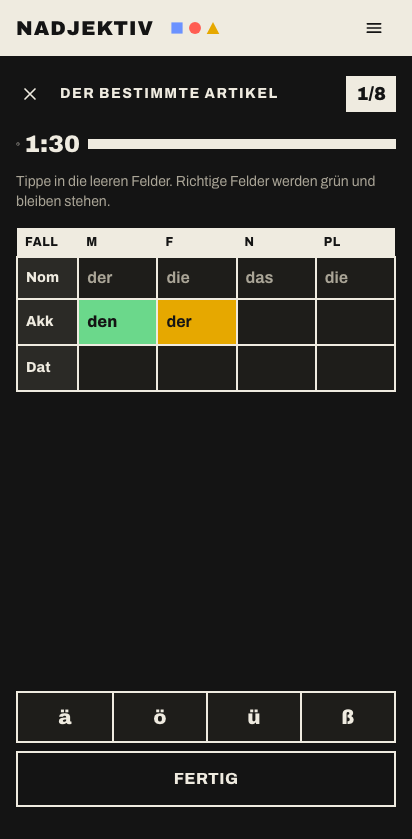 NADJEKTIV
DER BESTIMMTE ARTIKEL 1/8
1:30
Tippe in die leeren Felder. Richtige Felder werden grün und
bleiben stehen.
FALL M F N PL
Nom der die das die
Akk den der
Dat
ä ö ü ß
FERTIG